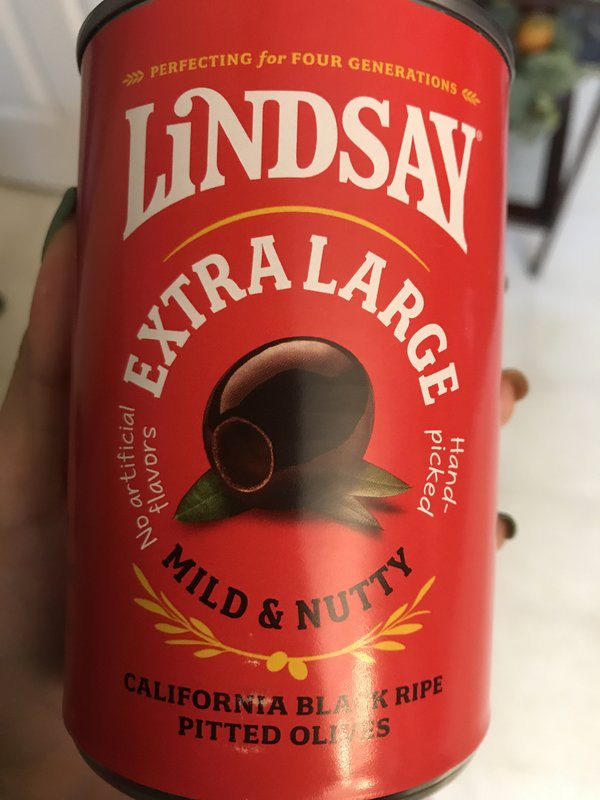 PERFECTING for FOUR GENERATIONS
LiNDSAY®
EXTRA LARGE
No artificial
flavors
Hand-
picked
MILD & NUTTY
CALIFORNIA BLACK RIPE
PITTED OLIVES